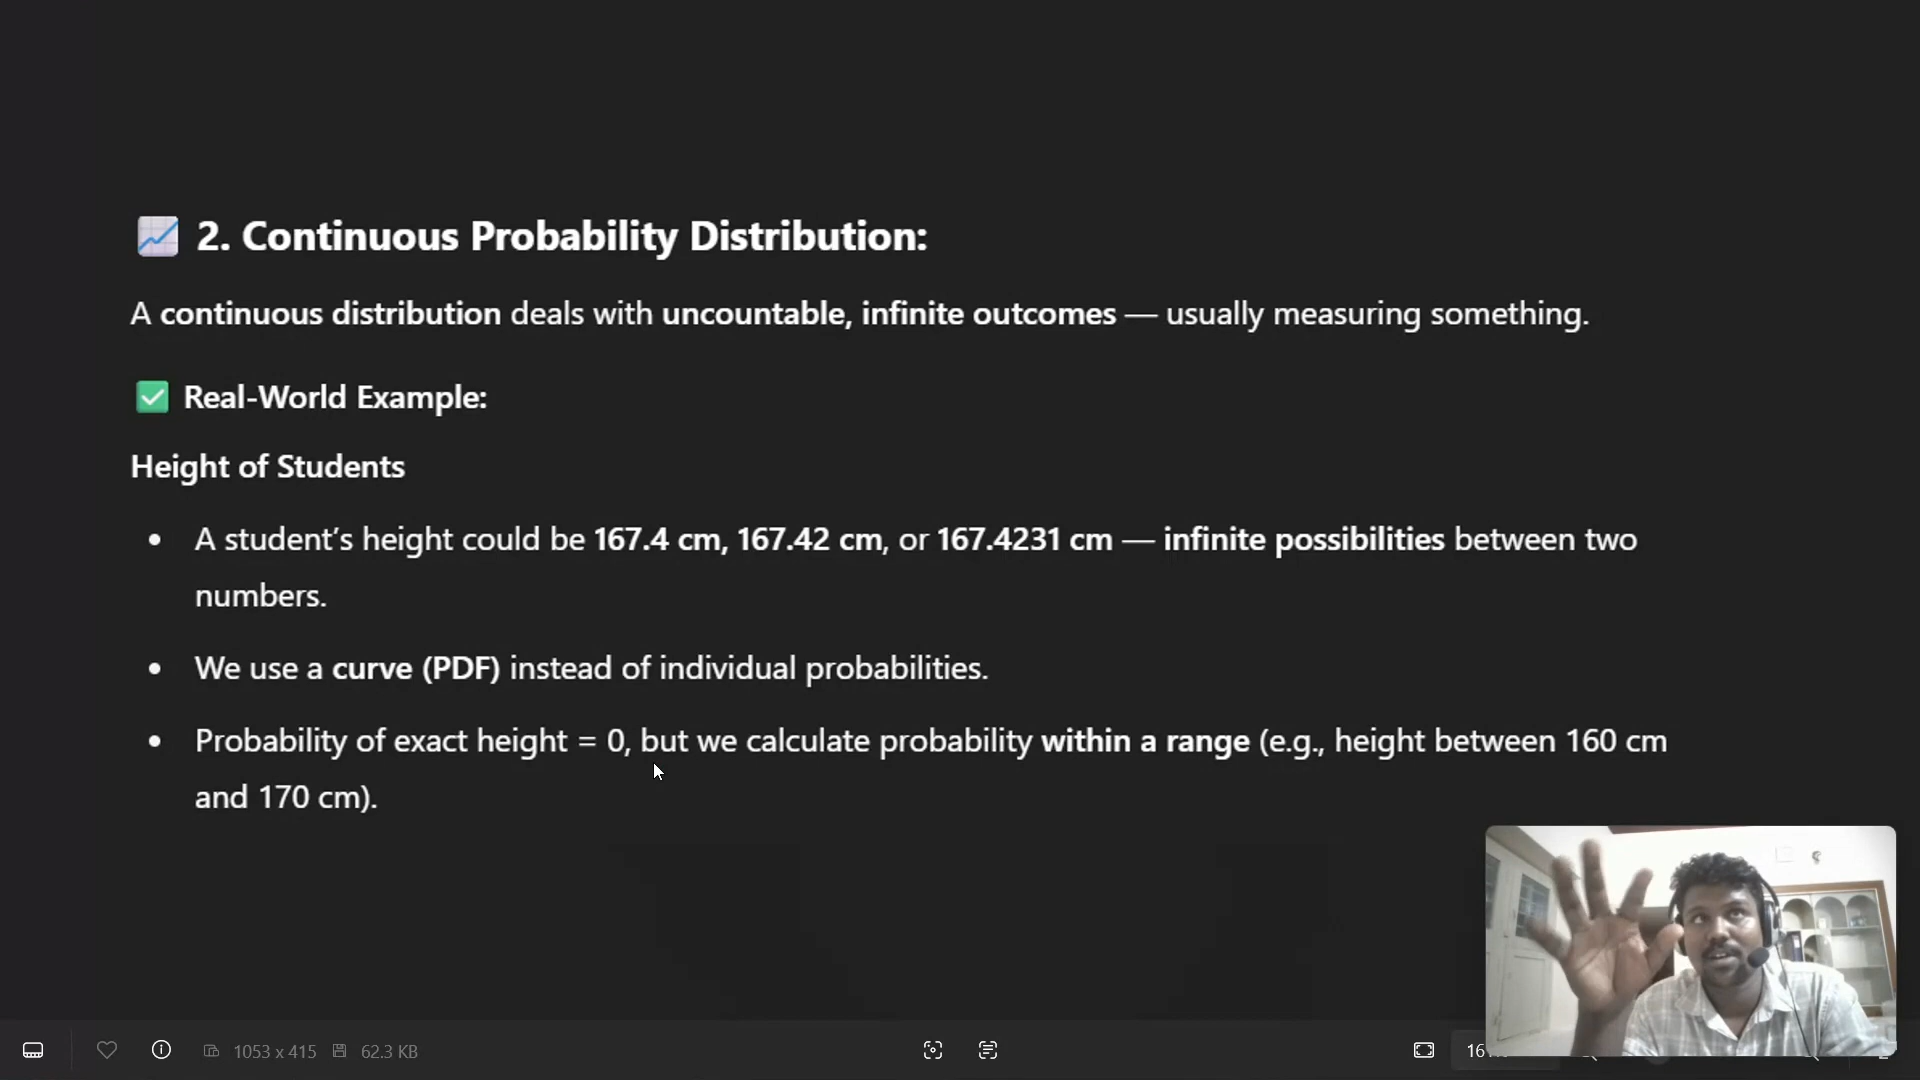 2. Continuous Probability Distribution:
A continuous distribution deals with uncountable, infinite outcomes — usually measuring something.
Real-World Example:
Height of Students
• A student’s height could be 167.4 cm, 167.42 cm, or 167.4231 cm — infinite possibilities between two
numbers.
• We use a curve (PDF) instead of individual probabilities.
• Probability of exact height = 0, but we calculate probability within a range (e.g., height between 160 cm
and 170 cm).
1053 x 415 62.3 KB